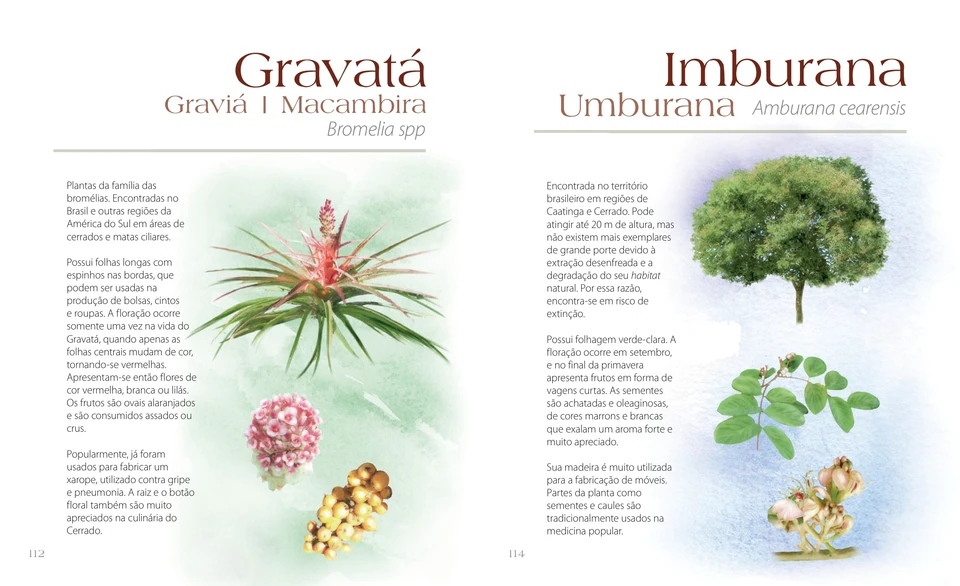 Gravatá
Graviá | Macambira
Bromelia spp
Plantas da família das
bromélias. Encontradas no
Brasil e outras regiões da
América do Sul em áreas de
cerrados e matas ciliares.
Possui folhas longas com
espinhos nas bordas, que
podem ser usadas na
produção de bolsas, cintos
e roupas. A floração ocorre
somente uma vez na vida do
Gravatá, quando apenas as
folhas centrais mudam de cor,
tornando-se vermelhas.
Apresentam-se então flores de
cor vermelha, branca ou lilás.
Os frutos são ovais alaranjados
e são consumidos assados ou
crus.
Popularmente, já foram
usados para fabricar um
xarope, utilizado contra gripe
e pneumonia. A raiz e o botão
floral também são muito
apreciados na culinária do
Cerrado.
112
Imburana
Umburana Amburana cearensis
Encontrada no território
brasileiro em regiões de
Caatinga e Cerrado. Pode
atingir até 20 m de altura, mas
não existem mais exemplares
de grande porte devido à
extração desenfreada e a
degradação do seu habitat
natural. Por essa razão,
encontra-se em risco de
extinção.
Possui folhagem verde-clara. A
floração ocorre em setembro,
e no final da primavera
apresenta frutos em forma de
vagens curtas. As sementes
são achatadas e oleaginosas,
de cores marrons e brancas
que exalam um aroma forte e
muito apreciado.
Sua madeira é muito utilizada
para a fabricação de móveis.
Partes da planta como
sementes e caules são
tradicionalmente usados na
medicina popular.
114